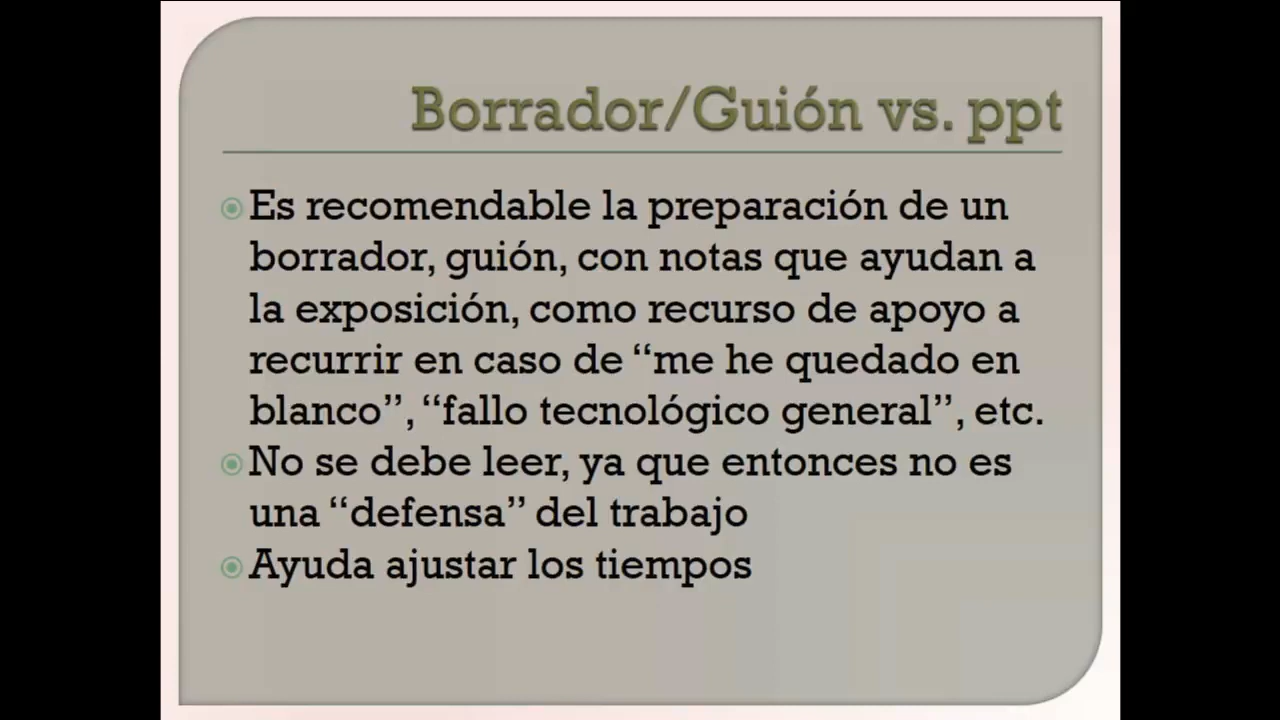 Borrador/Guión vs. ppt
Es recomendable la preparación de un
borrador, guión, con notas que ayudan a
la exposición, como recurso de apoyo a
recurrir en caso de “me he quedado en
blanco”, “fallo tecnológico general”, etc.
No se debe leer, ya que entonces no es
una “defensa” del trabajo
Ayuda ajustar los tiempos